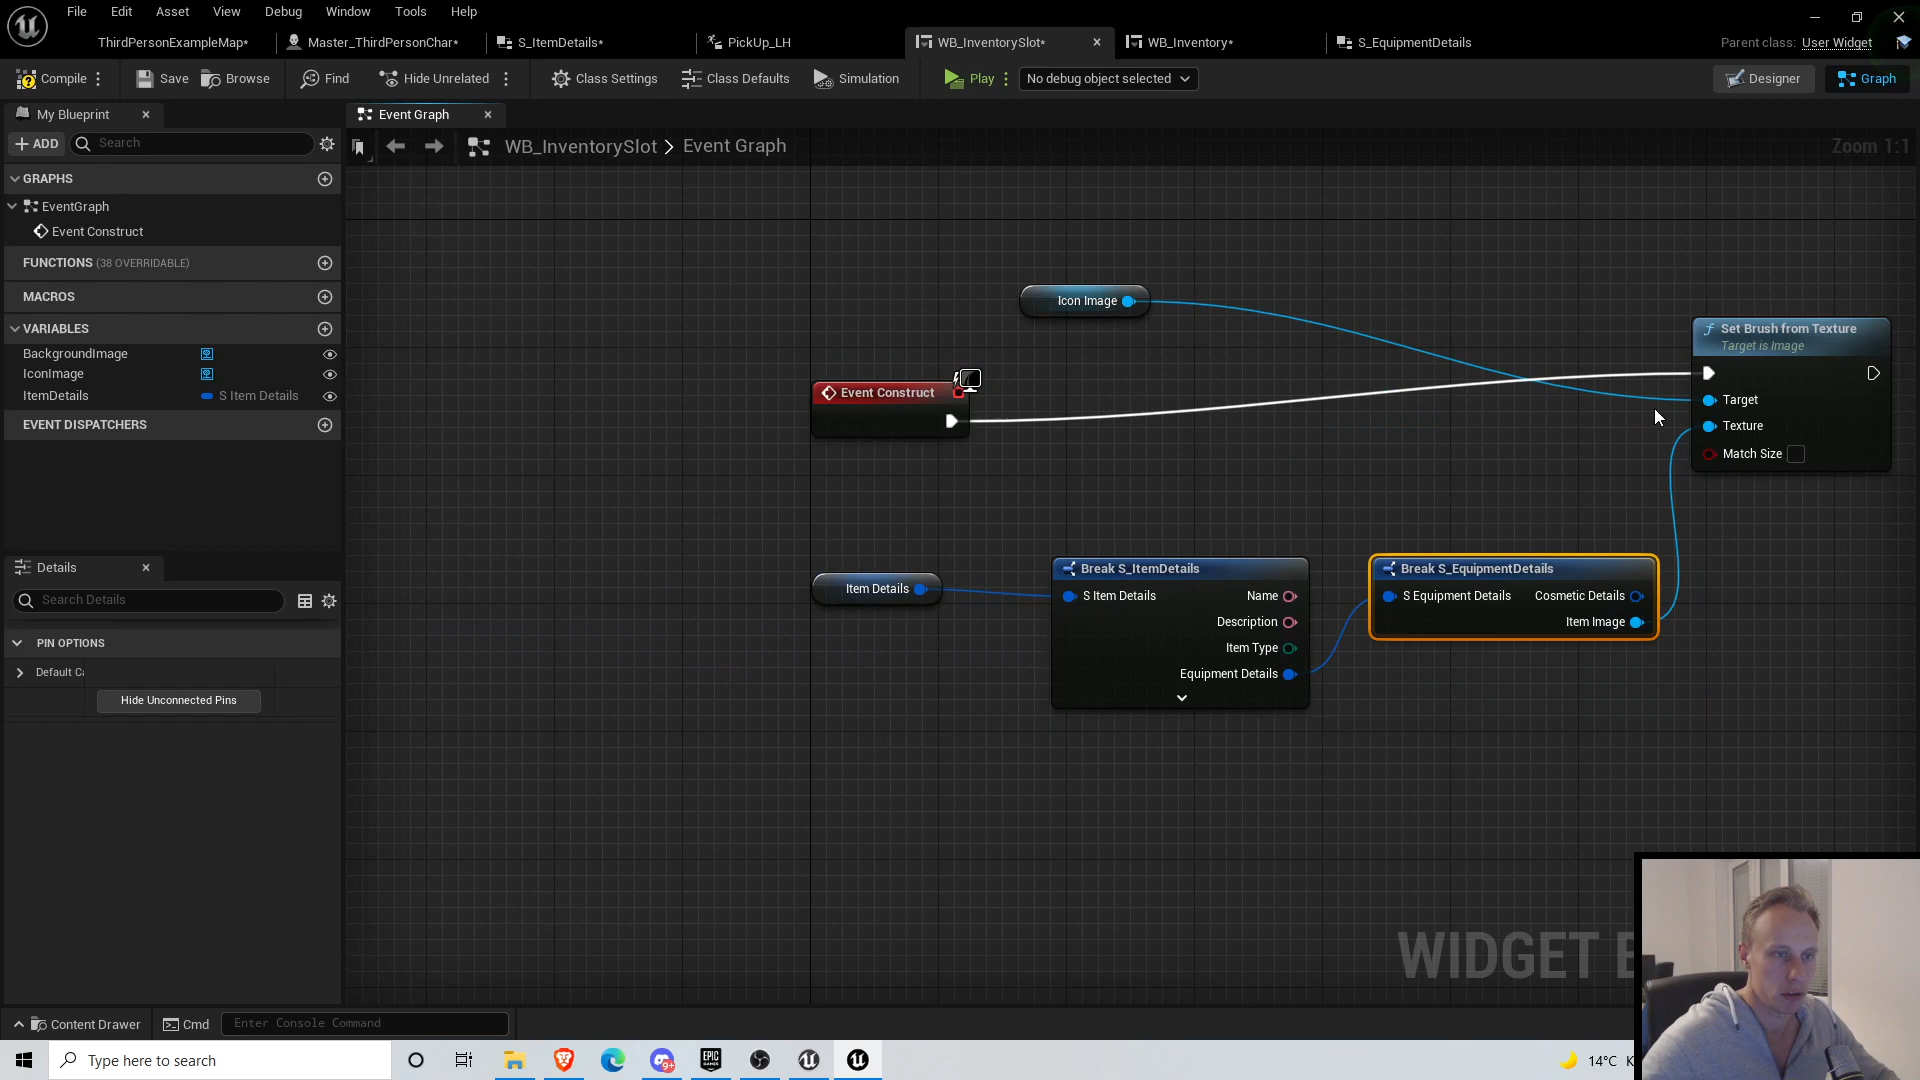 File Edit Asset View Debug Window Tools Help
ThirdPersonExampleMap* Master_ThirdPersonChar* S_ItemDetails* PickUp_LH WB_InventorySlot* WB_Inventory* S_EquipmentDetails Parent class: User Widget
Compile Save Browse Find Hide Unrelated Class Settings Class Defaults Simulation Play No debug object selected Designer Graph
My Blueprint Event Graph
ADD Search WB_InventorySlot > Event Graph Zoom 1:1
GRAPHS
EventGraph
Event Construct
FUNCTIONS (38 OVERRIDABLE)
MACROS
VARIABLES
BackgroundImage
IconImage
ItemDetails S Item Details
EVENT DISPATCHERS
Icon Image
Set Brush from Texture
Target is Image
Event Construct
Target
Texture
Match Size
Item Details
Break S_ItemDetails
S Item Details Name
Description
Item Type
Equipment Details
Break S_EquipmentDetails
S Equipment Details Cosmetic Details
Item Image
Details
Search Details
PIN OPTIONS
Default Ca
Hide Unconnected Pins
WIDGET
Content Drawer Cmd Enter Console Command
Type here to search
EPIC GAMES
9+
14°C